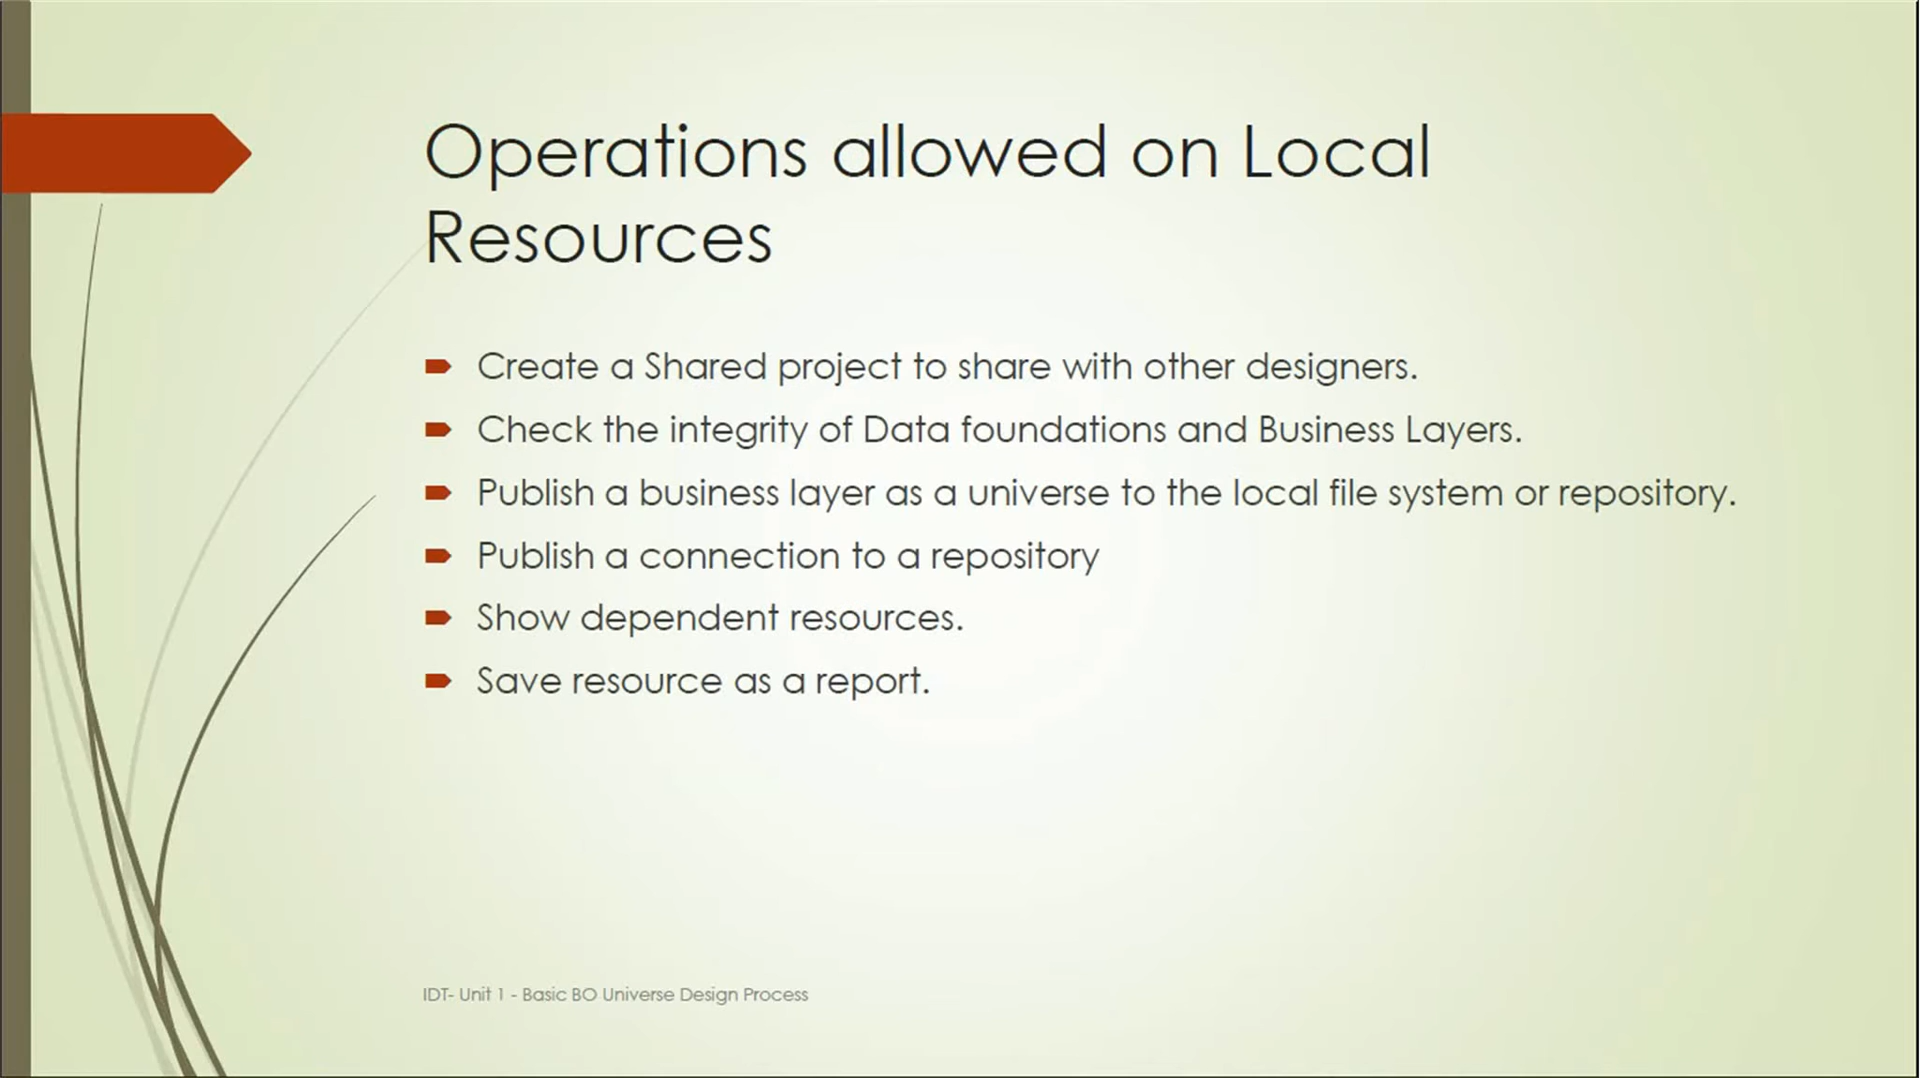 Operations allowed on Local
Resources
Create a Shared project to share with other designers.
Check the integrity of Data foundations and Business Layers.
Publish a business layer as a universe to the local file system or repository.
Publish a connection to a repository
Show dependent resources.
Save resource as a report.
IDT- Unit 1 - Basic BO Universe Design Process